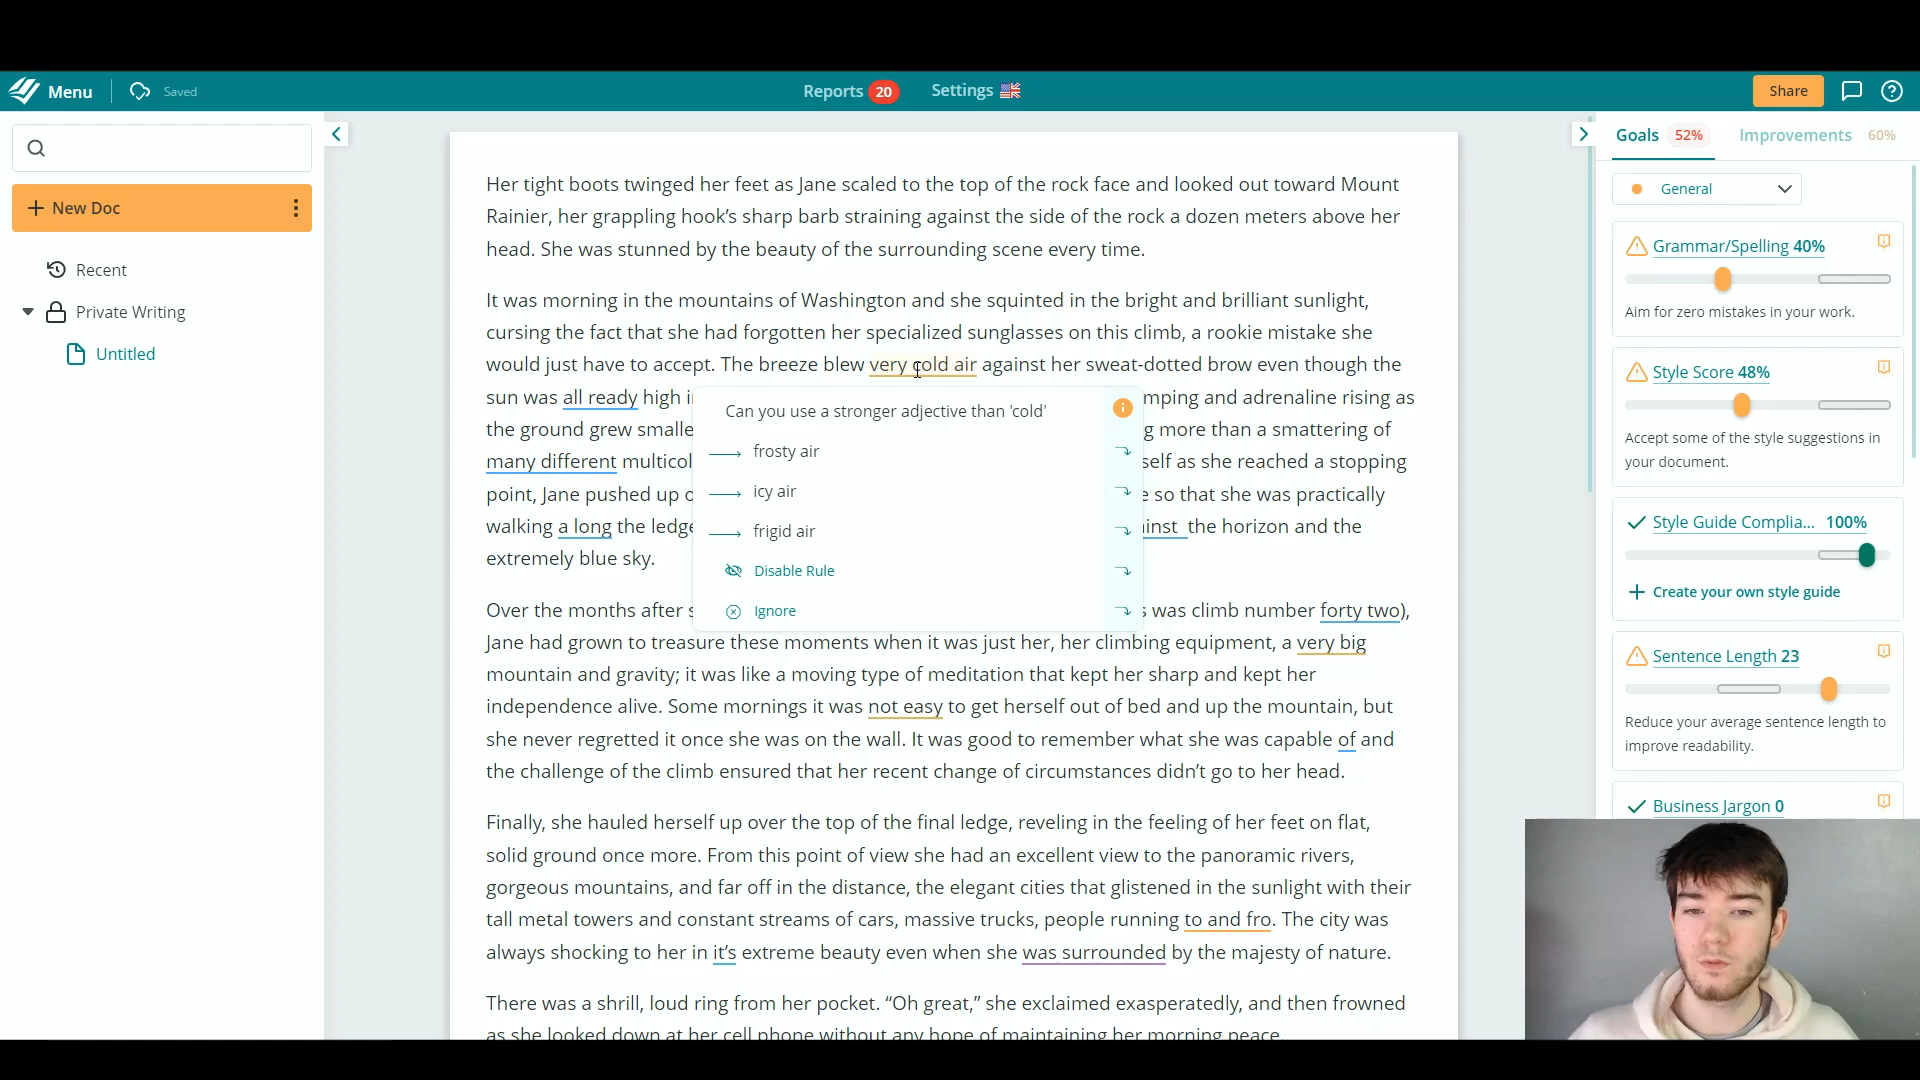 Menu
Saved
Reports 20
Settings
Share
New Doc
Recent
Private Writing
Untitled
Her tight boots twinged her feet as Jane scaled to the top of the rock face and looked out toward Mount
Rainier, her grappling hook’s sharp barb straining against the side of the rock a dozen meters above her
head. She was stunned by the beauty of the surrounding scene every time.
It was morning in the mountains of Washington and she squinted in the bright and brilliant sunlight,
cursing the fact that she had forgotten her specialized sunglasses on this climb, a rookie mistake she
would just have to accept. The breeze blew very cold air against her sweat-dotted brow even though the
sun was all ready high i mping and adrenaline rising as
the ground grew smalle g more than a smattering of
many different multicol self as she reached a stopping
point, Jane pushed up o e so that she was practically
walking a long the ledge inst the horizon and the
extremely blue sky.
Can you use a stronger adjective than 'cold'
frosty air
icy air
frigid air
Disable Rule
Ignore
Over the months after s s was climb number forty two),
Jane had grown to treasure these moments when it was just her, her climbing equipment, a very big
mountain and gravity; it was like a moving type of meditation that kept her sharp and kept her
independence alive. Some mornings it was not easy to get herself out of bed and up the mountain, but
she never regretted it once she was on the wall. It was good to remember what she was capable of and
the challenge of the climb ensured that her recent change of circumstances didn’t go to her head.
Finally, she hauled herself up over the top of the final ledge, reveling in the feeling of her feet on flat,
solid ground once more. From this point of view she had an excellent view to the panoramic rivers,
gorgeous mountains, and far off in the distance, the elegant cities that glistened in the sunlight with their
tall metal towers and constant streams of cars, massive trucks, people running to and fro. The city was
always shocking to her in it’s extreme beauty even when she was surrounded by the majesty of nature.
There was a shrill, loud ring from her pocket. “Oh great,” she exclaimed exasperatedly, and then frowned
as she looked down at her cell phone without any hope of maintaining her morning peace.
Goals 52%
Improvements 60%
General
Grammar/Spelling 40%
Aim for zero mistakes in your work.
Style Score 48%
Accept some of the style suggestions in
your document.
Style Guide Complia... 100%
Create your own style guide
Sentence Length 23
Reduce your average sentence length to
improve readability.
Business Jargon 0